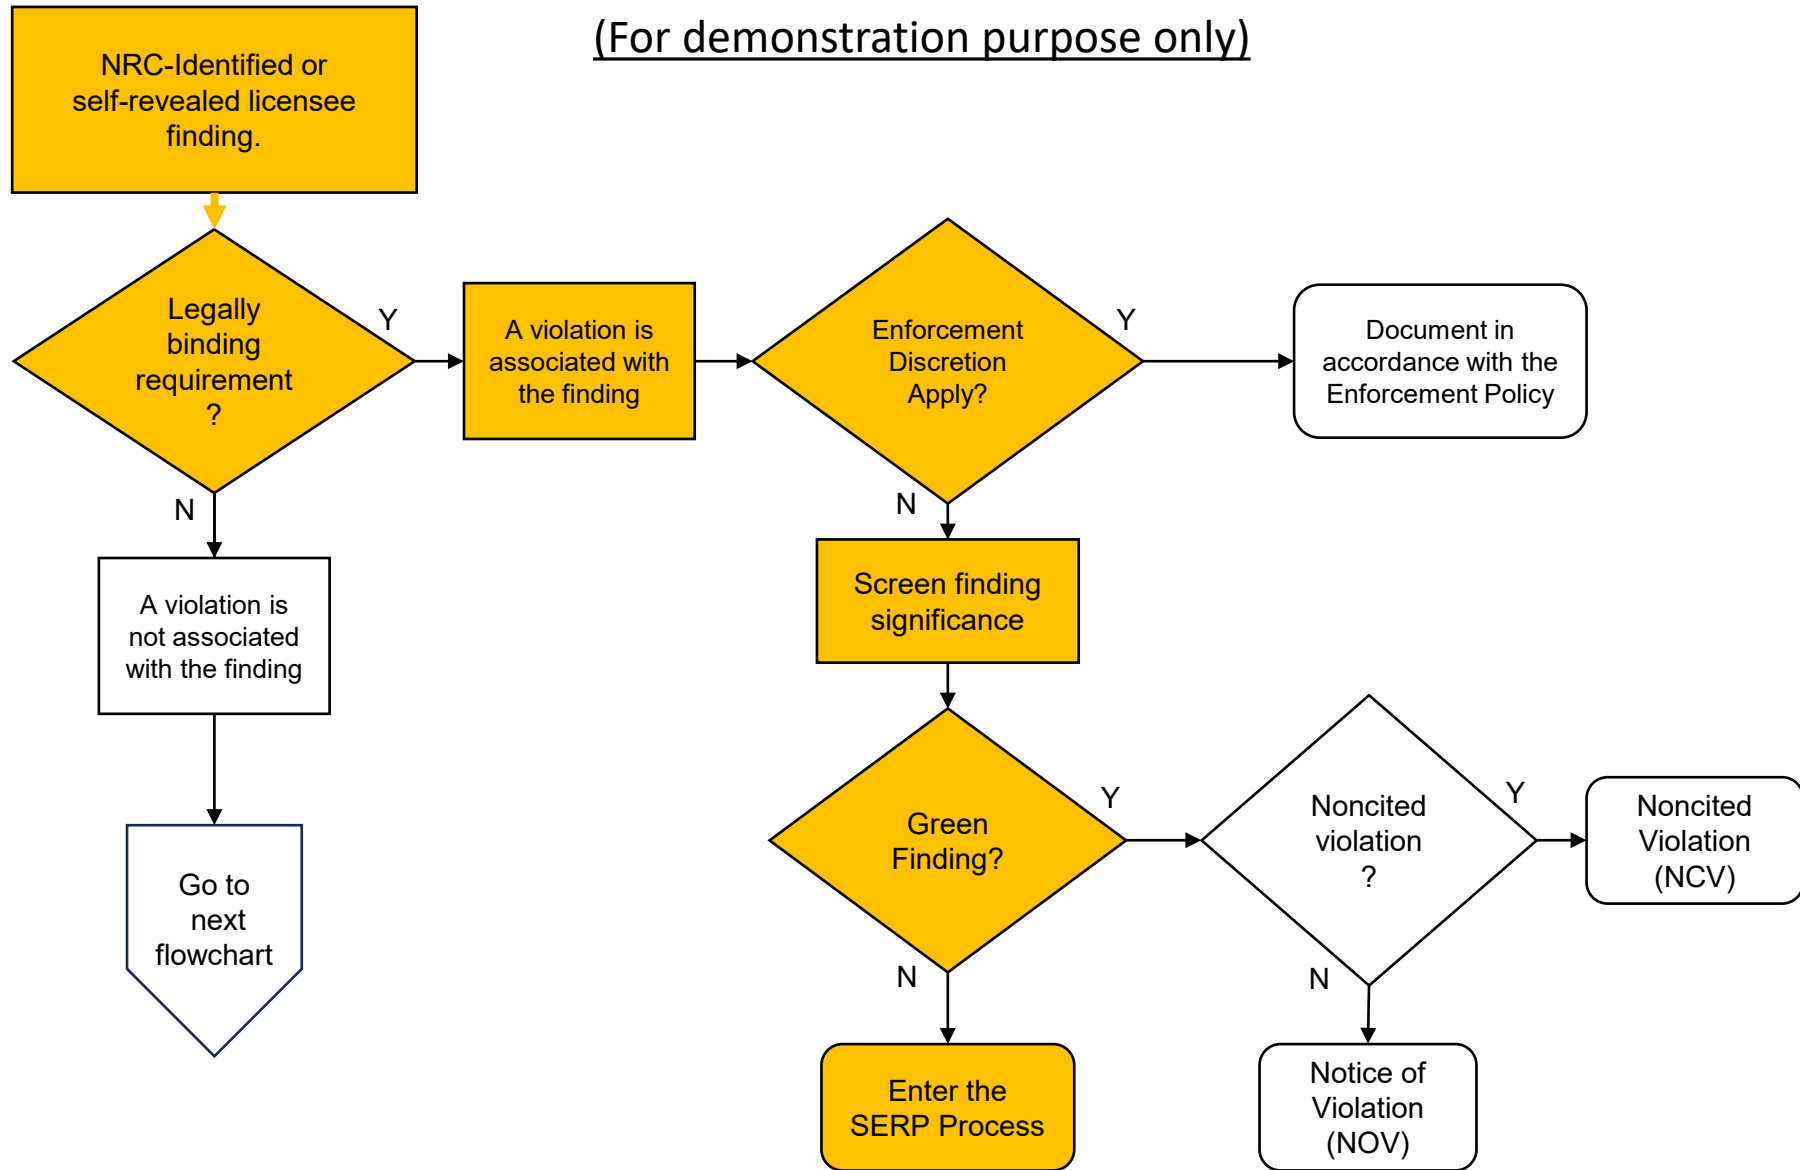 (For demonstration purpose only)
NRC-Identified or
self-revealed licensee
finding.
Legally
binding
requirement
?
Y
N
A violation is
associated with
the finding
Enforcement
Discretion
Apply?
Y
N
Document in
accordance with the
Enforcement Policy
A violation is
not associated
with the finding
Go to
next
flowchart
Screen finding
significance
Green
Finding?
Y
N
Noncited
violation
?
Y
N
Noncited
Violation
(NCV)
Enter the
SERP Process
Notice of
Violation
(NOV)